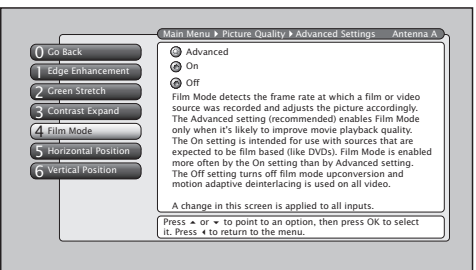 Main Menu ▸ Picture Quality ▸ Advanced Settings Antenna A
0 Go Back
1 Edge Enhancement
2 Green Stretch
3 Contrast Expand
4 Film Mode
5 Horizontal Position
6 Vertical Position
Advanced
On
Off
Film Mode detects the frame rate at which a film or video
source was recorded and adjusts the picture accordingly.
The Advanced setting (recommended) enables Film Mode
only when it's likely to improve movie playback quality.
The On setting is intended for use with sources that are
expected to be film based (like DVDs). Film Mode is enabled
more often by the On setting than by Advanced setting.
The Off setting turns off film mode upconversion and
motion adaptive deinterlacing is used on all video.
A change in this screen is applied to all inputs.
Press ▴ or ▾ to point to an option, then press OK to select
it. Press ◂ to return to the menu.